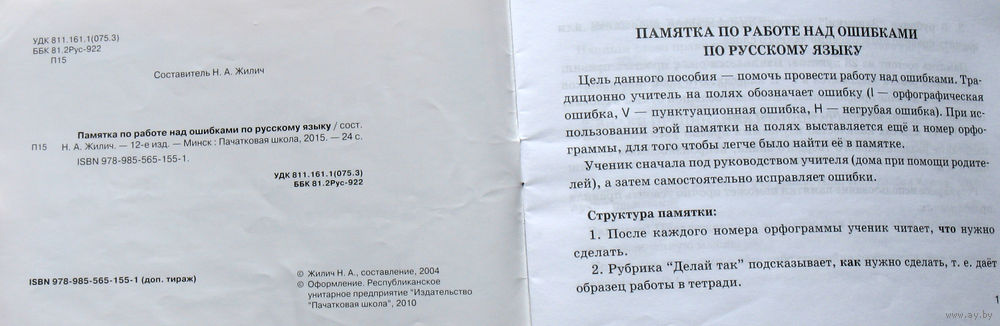 УДК 811.161.1(075.3)
ББК 81.2Рус-922
П15
Составитель Н. А. Жилич
Памятка по работе над ошибками по русскому языку / сост.
П15 Н. А. Жилич. — 12-е изд. — Минск : Пачатковая школа, 2015. — 24 с.
ISBN 978-985-565-155-1.
УДК 811.161.1(075.3)
ББК 81.2Рус-922
ISBN 978-985-565-155-1 (доп. тираж)
© Жилич Н. А., составление, 2004
© Оформление. Республиканское
унитарное предприятие "Издательство
"Пачатковая школа", 2010
ПАМЯТКА ПО РАБОТЕ НАД ОШИБКАМИ
ПО РУССКОМУ ЯЗЫКУ
Цель данного пособия — помочь провести работу над ошибками. Тра-
диционно учитель на полях обозначает ошибку (I — орфографическая
ошибка, V — пунктуационная ошибка, Н — негрубая ошибка). При ис-
пользовании этой памятки на полях выставляется ещё и номер орфо-
граммы, для того чтобы легче было найти её в памятке.
Ученик сначала под руководством учителя (дома при помощи родите-
лей), а затем самостоятельно исправляет ошибки.
Структура памятки:
1. После каждого номера орфограммы ученик читает, что нужно
сделать.
2. Рубрика "Делай так" подсказывает, как нужно сделать, т. е. даёт
образец работы в тетради.
1
www.ay.by